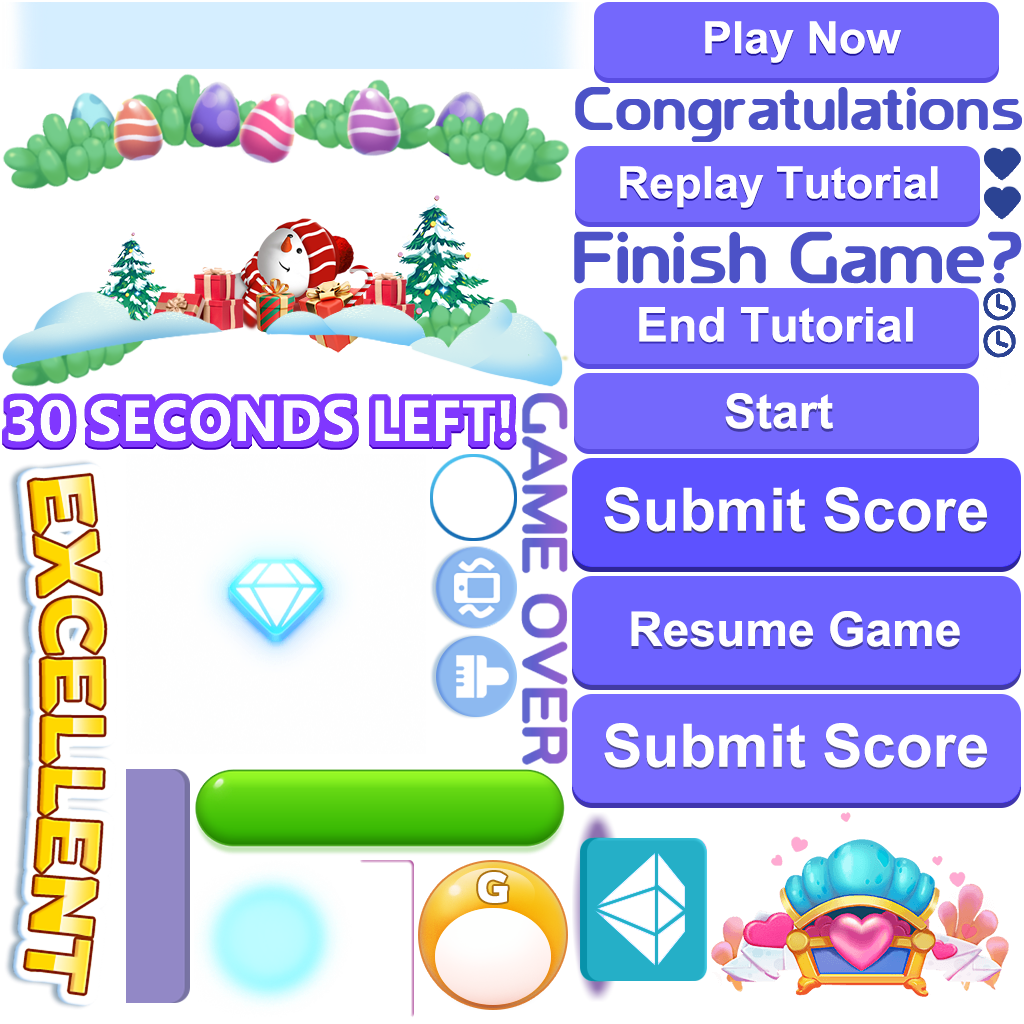 Play Now
Congratulations
Replay Tutorial
Finish Game?
End Tutorial
30 SECONDS LEFT!
Start
GAME OVER
EXCELLENT
Submit Score
Resume Game
Submit Score
G